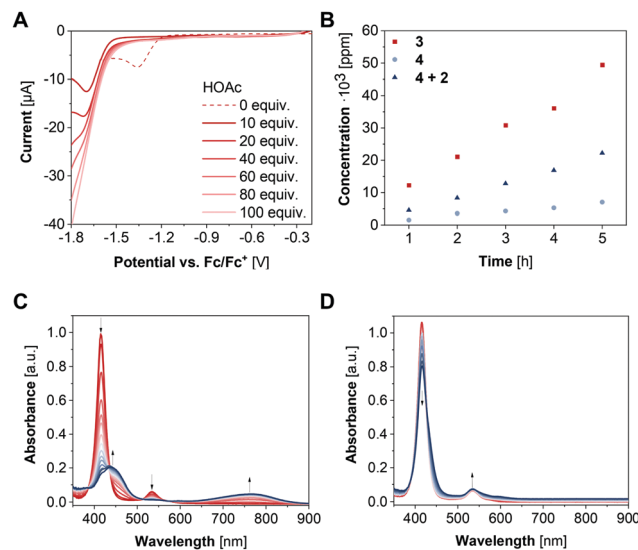 A
0
-10
-20
-30
-40
Current [µA]
-1.8
-1.5
-1.2
-0.9
-0.6
-0.3
Potential vs. Fc/Fc⁺ [V]
HOAc
0 equiv.
10 equiv.
20 equiv.
40 equiv.
60 equiv.
80 equiv.
100 equiv.
B
60
50
40
30
20
10
0
Concentration ·10³ [ppm]
1
2
3
4
5
Time [h]
3
4
4 + 2
C
1.0
0.8
0.6
0.4
0.2
0.0
Absorbance [a.u.]
400
500
600
700
800
900
Wavelength [nm]
D
1.0
0.8
0.6
0.4
0.2
0.0
Absorbance [a.u.]
400
500
600
700
800
900
Wavelength [nm]